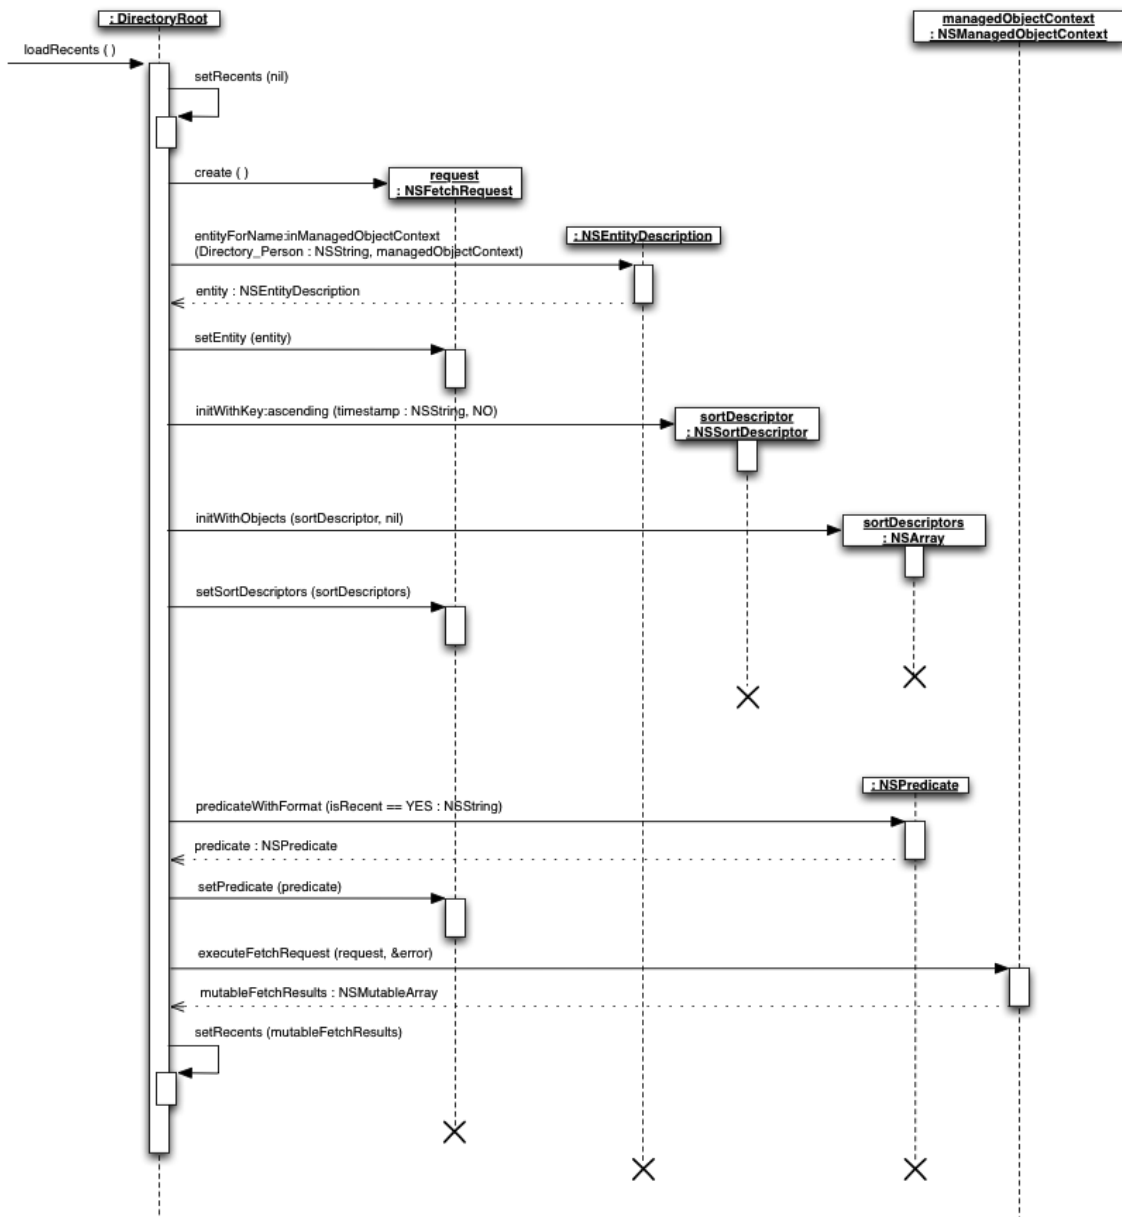 : DirectoryRoot
managedObjectContext
: NSManagedObjectContext
loadRecents ( )
setRecents (nil)
create ( )
request
: NSFetchRequest
entityForName:inManagedObjectContext
(Directory_Person : NSString, managedObjectContext)
: NSEntityDescription
entity : NSEntityDescription
setEntity (entity)
initWithKey:ascending (timestamp : NSString, NO)
sortDescriptor
: NSSortDescriptor
initWithObjects (sortDescriptor, nil)
sortDescriptors
: NSArray
setSortDescriptors (sortDescriptors)
: NSPredicate
predicateWithFormat (isRecent == YES : NSString)
predicate : NSPredicate
setPredicate (predicate)
executeFetchRequest (request, &error)
mutableFetchResults : NSMutableArray
setRecents (mutableFetchResults)